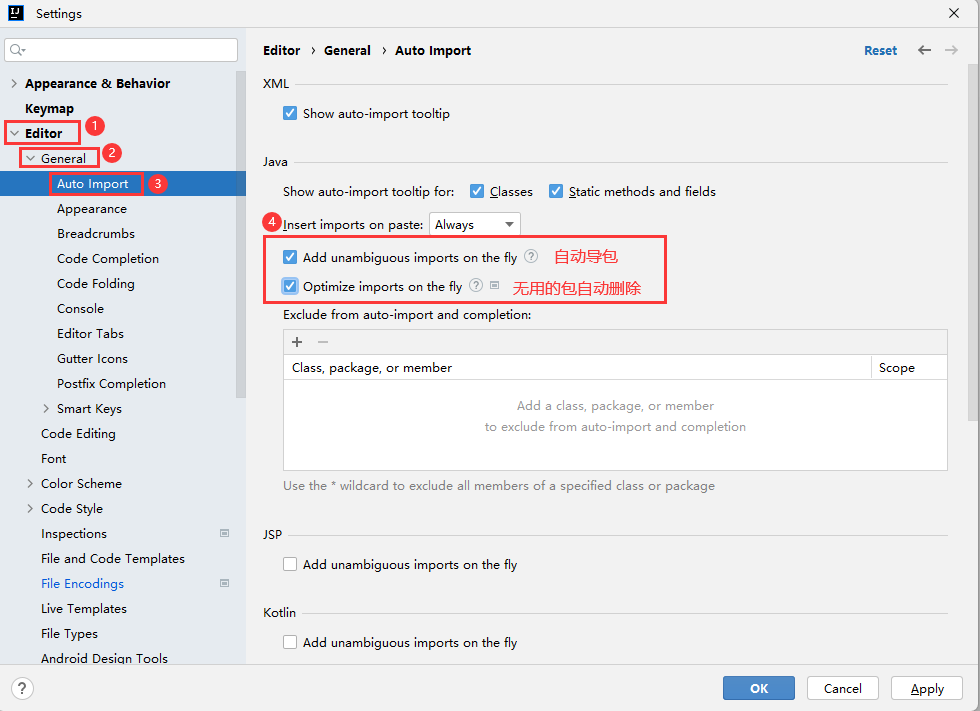 Settings
Appearance & Behavior
Keymap
Editor 1
General 2
Auto Import 3
Appearance
Breadcrumbs
Code Completion
Code Folding
Console
Editor Tabs
Gutter Icons
Postfix Completion
Smart Keys
Code Editing
Font
Color Scheme
Code Style
Inspections
File and Code Templates
File Encodings
Live Templates
File Types
Android Design Tools
Editor › General › Auto Import Reset
XML
Show auto-import tooltip
Java
Show auto-import tooltip for: Classes Static methods and fields
4 Insert imports on paste: Always
Add unambiguous imports on the fly ? 自动导包
Optimize imports on the fly ? 无用的包自动删除
Exclude from auto-import and completion:
Class, package, or member Scope
Add a class, package, or member
to exclude from auto-import and completion
Use the * wildcard to exclude all members of a specified class or package
JSP
Add unambiguous imports on the fly
Kotlin
Add unambiguous imports on the fly
? OK Cancel Apply